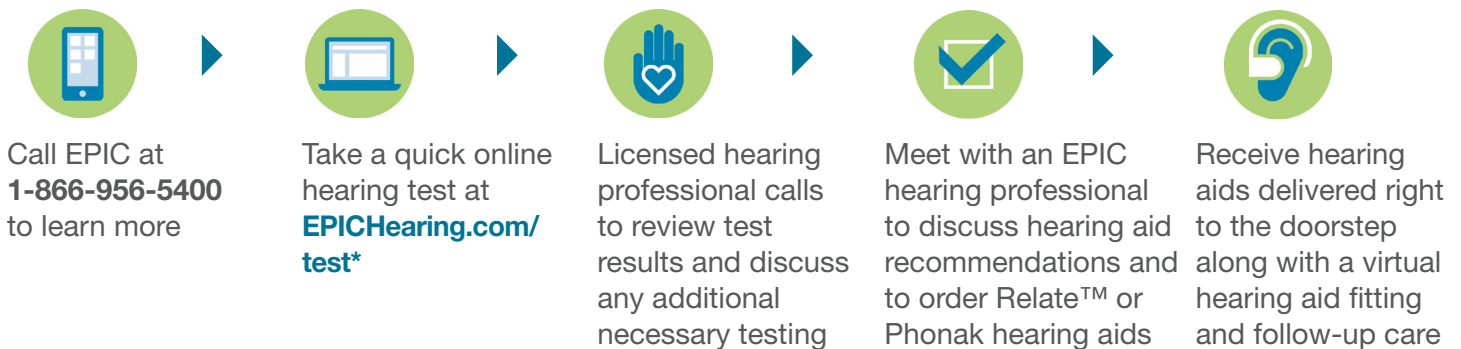 Call EPIC at
1-866-956-5400
to learn more
Take a quick online
hearing test at
EPICHearing.com/
test*
Licensed hearing
professional calls
to review test
results and discuss
any additional
necessary testing
Meet with an EPIC
hearing professional
to discuss hearing aid
recommendations and
to order Relate™ or
Phonak hearing aids
Receive hearing
aids delivered right
to the doorstep
along with a virtual
hearing aid fitting
and follow-up care